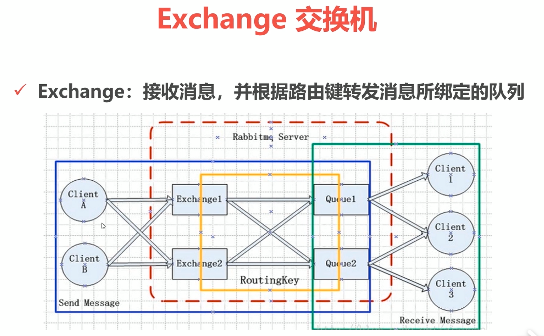 Exchange 交换机
✓ Exchange：接收消息，并根据路由键转发消息所绑定的队列
Rabbitmq Server
Client A
Exchange1
Queue1
Client 1
Client 2
Client B
Exchange2
Queue2
RoutingKey
Client 3
Send Message
Receive Message